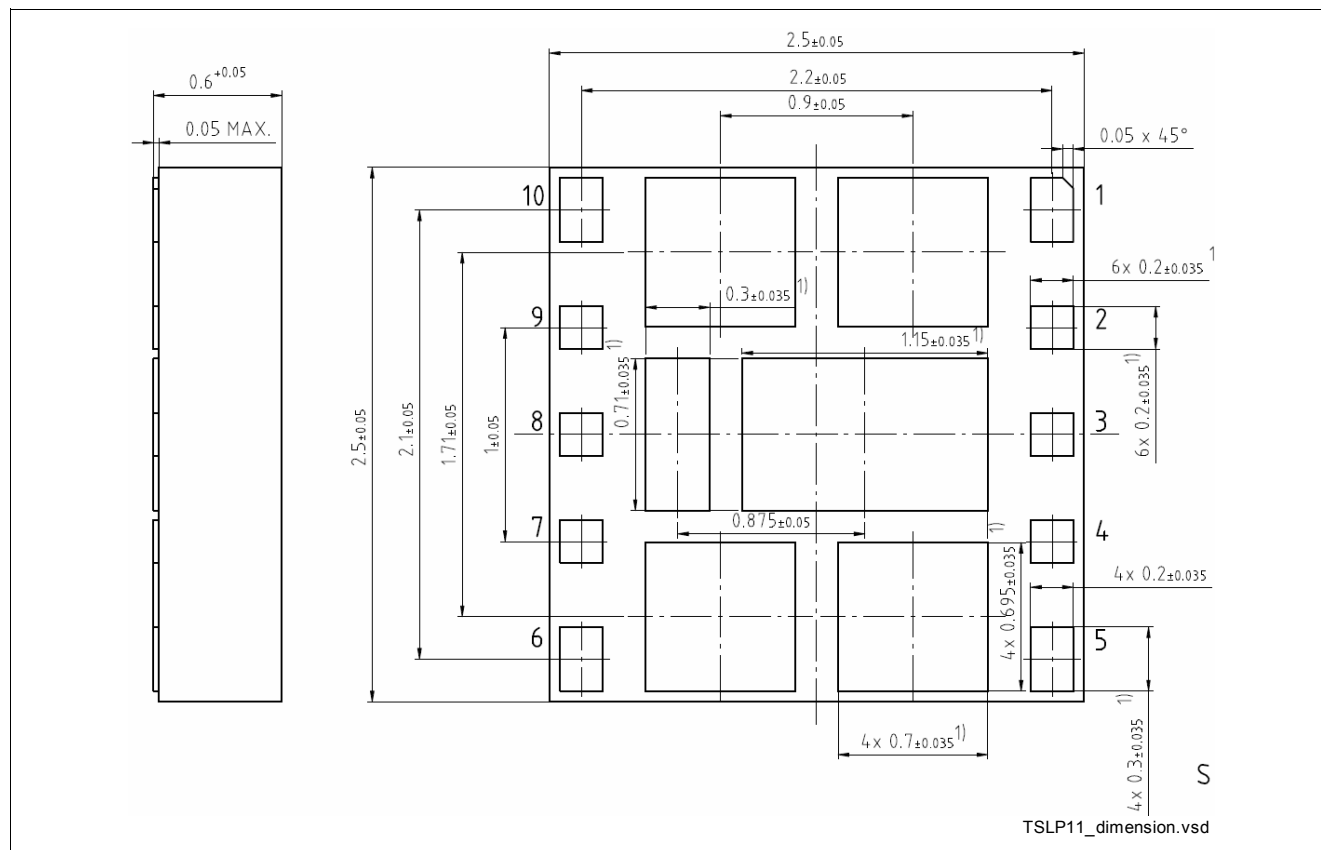 2.5±0.05
2.2±0.05
0.6+0.05
0.9±0.05
0.05 MAX.
0.05 x 45°
10
1
6x 0.2±0.035 1
0.3±0.035 1)
9
2
1.15±0.035 1)
0.71±0.035 1)
6x 0.2±0.035 1)
2.5±0.05
2.1±0.05
1.71±0.05
1±0.05
8
3
0.875±0.05
7
4
4x 0.695±0.035 1)
4x 0.2±0.035
6
5
4x 0.7±0.035 1)
4x 0.3±0.035 1)
S
TSLP11_dimension.vsd